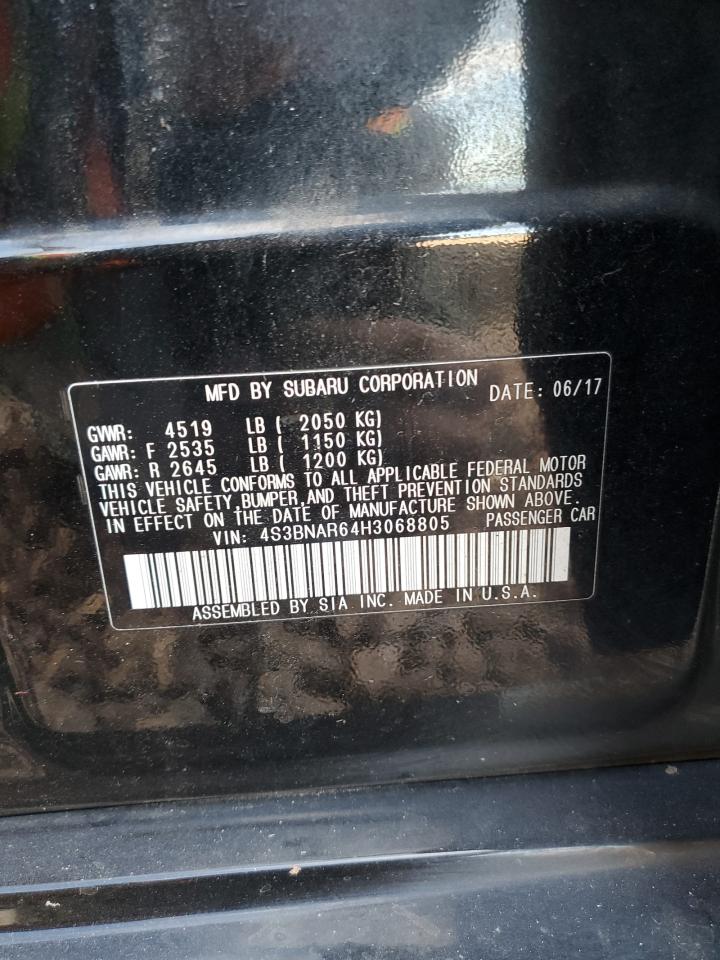 MFD BY SUBARU CORPORATION DATE: 06/17
GVWR: 4519 LB ( 2050 KG)
GAWR: F 2535 LB ( 1150 KG)
GAWR: R 2645 LB ( 1200 KG)
THIS VEHICLE CONFORMS TO ALL APPLICABLE FEDERAL MOTOR
VEHICLE SAFETY,BUMPER,AND THEFT PREVENTION STANDARDS
IN EFFECT ON THE DATE OF MANUFACTURE SHOWN ABOVE.
VIN: 4S3BNAR64H3068805 PASSENGER CAR
ASSEMBLED BY SIA INC. MADE IN U.S.A.